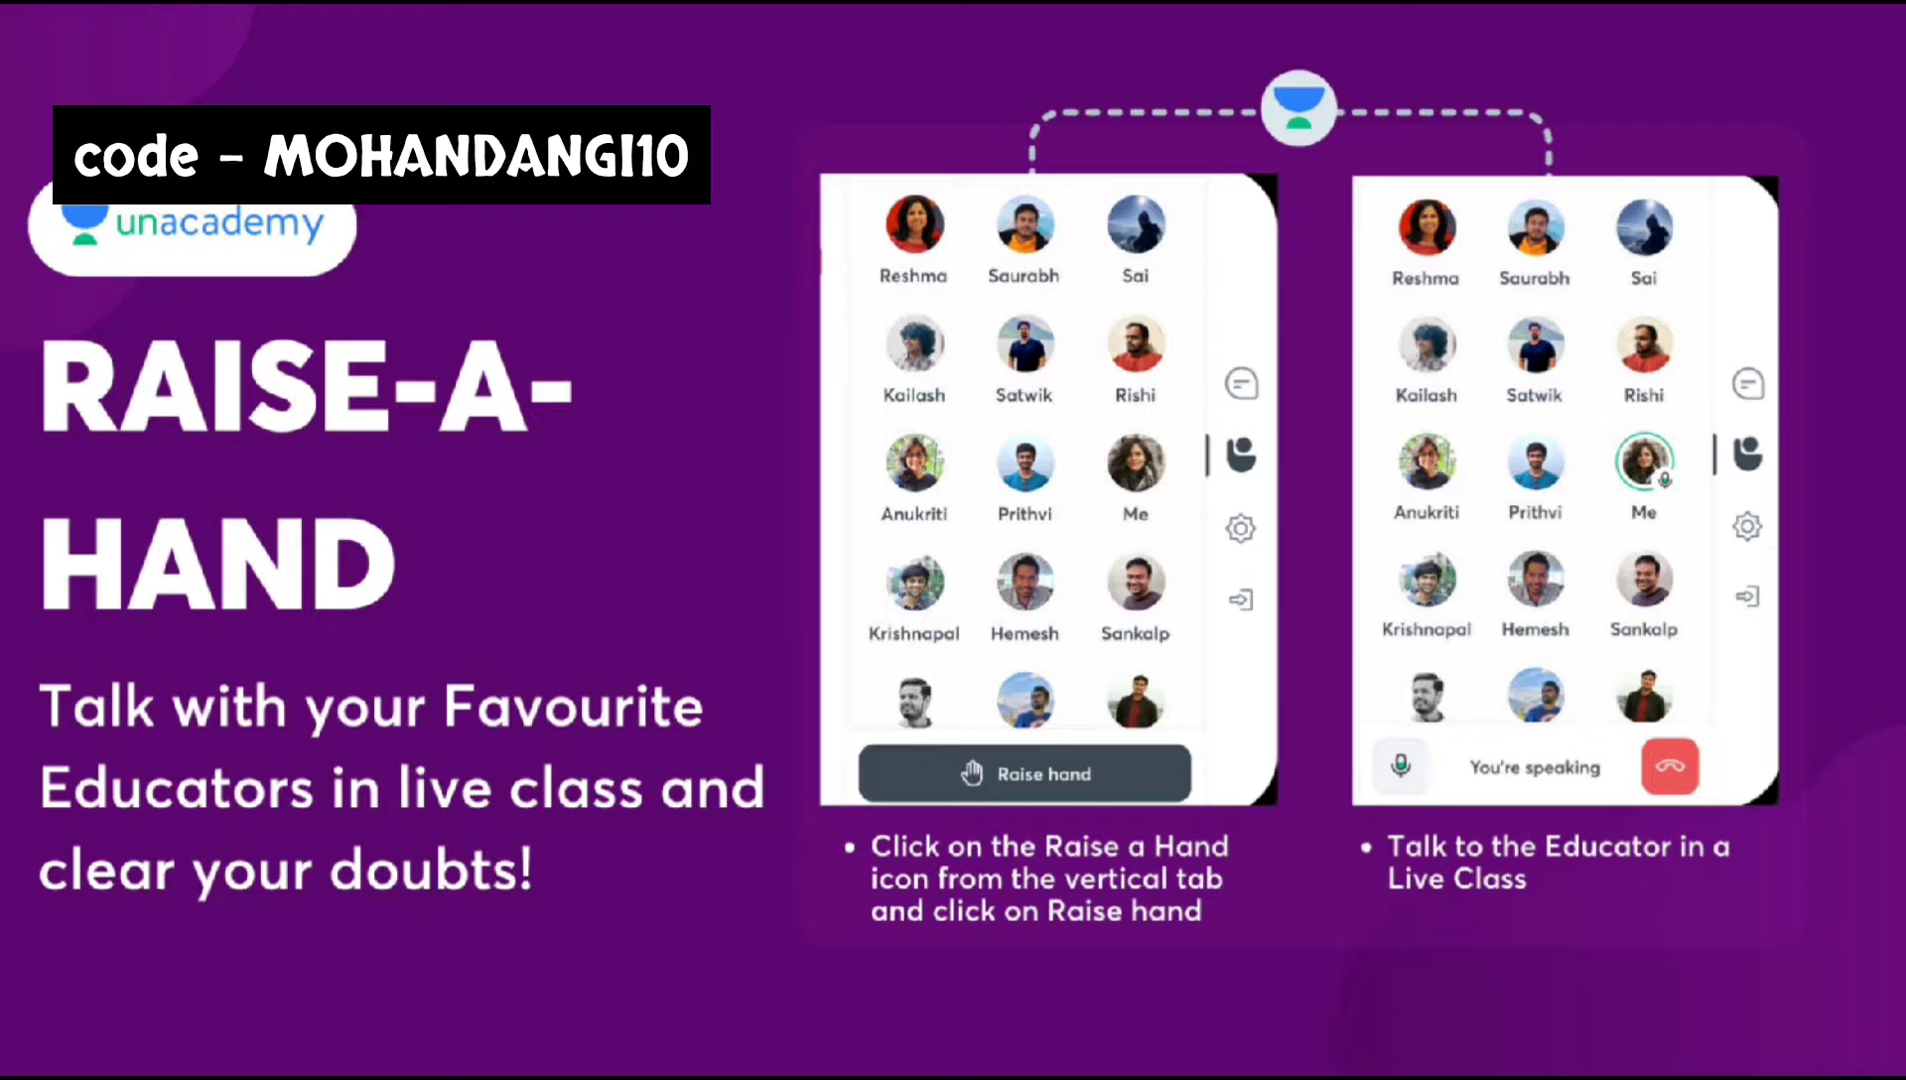 code - MOHANDANGI10
unacademy
RAISE-A-
HAND
Talk with your Favourite
Educators in live class and
clear your doubts!
Reshma Saurabh Sai
Kailash Satwik Rishi
Anukriti Prithvi Me
Krishnapal Hemesh Sankalp
Raise hand
• Click on the Raise a Hand
icon from the vertical tab
and click on Raise hand
Reshma Saurabh Sai
Kailash Satwik Rishi
Anukriti Prithvi Me
Krishnapal Hemesh Sankalp
You're speaking
• Talk to the Educator in a
Live Class